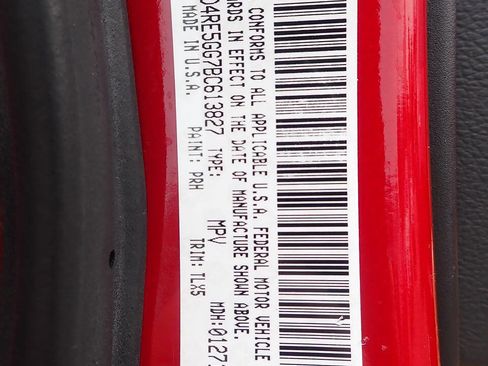 CONFORMS TO ALL APPLICABLE U.S.A. FEDERAL MOTOR VEHICLE
ARDS IN EFFECT ON THE DATE OF MANUFACTURE SHOWN ABOVE.
D4RE5GG7BC613827 TYPE: MPV MDH:0127
MADE IN U.S.A. PAINT: PRH TRIM: TLX5